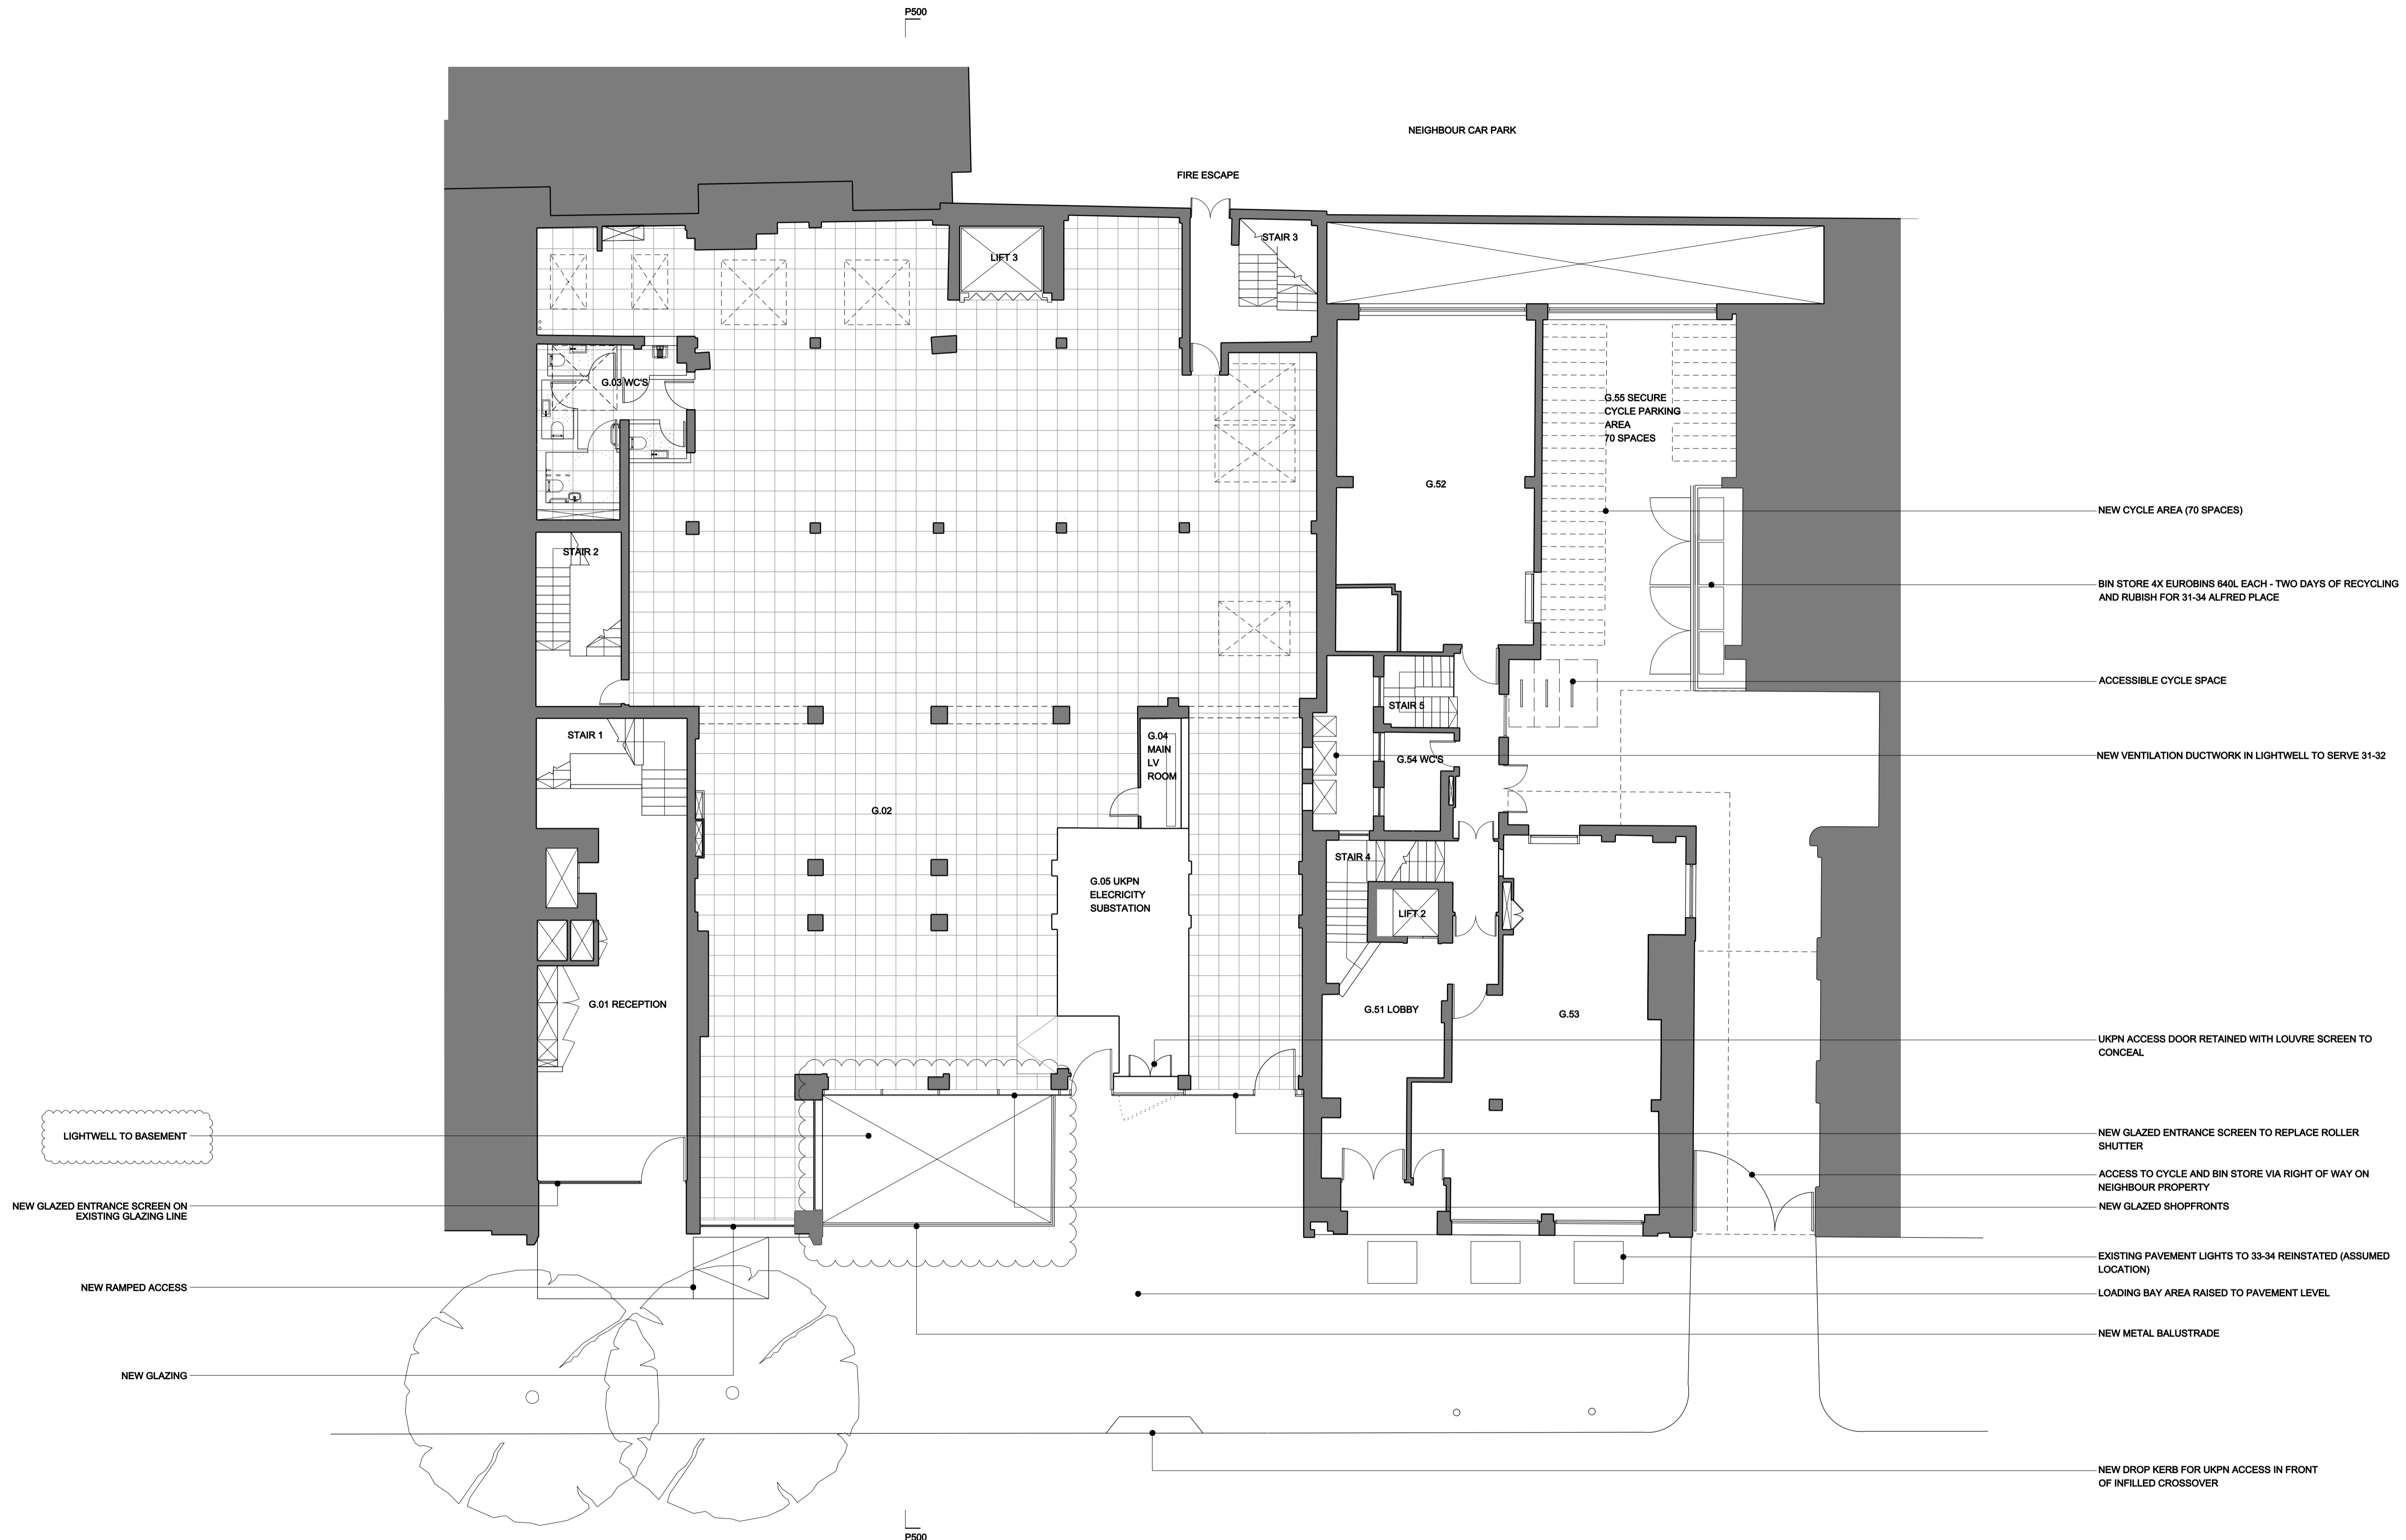 P500
NEIGHBOUR CAR PARK
FIRE ESCAPE
STAIR 3
LIFT 3
G.03 WC'S
G.55 SECURE
CYCLE PARKING
AREA
70 SPACES
G.52
NEW CYCLE AREA (70 SPACES)
STAIR 2
BIN STORE 4X EUROBINS 640L EACH - TWO DAYS OF RECYCLING
AND RUBISH FOR 31-34 ALFRED PLACE
ACCESSIBLE CYCLE SPACE
STAIR 5
STAIR 1
G.04
MAIN
LV
ROOM
G.54 WC'S
NEW VENTILATION DUCTWORK IN LIGHTWELL TO SERVE 31-32
G.02
STAIR 4
G.05 UKPN
ELECRICITY
SUBSTATION
LIFT 2
G.01 RECEPTION
G.51 LOBBY
G.53
UKPN ACCESS DOOR RETAINED WITH LOUVRE SCREEN TO
CONCEAL
LIGHTWELL TO BASEMENT
NEW GLAZED ENTRANCE SCREEN TO REPLACE ROLLER
SHUTTER
ACCESS TO CYCLE AND BIN STORE VIA RIGHT OF WAY ON
NEIGHBOUR PROPERTY
NEW GLAZED ENTRANCE SCREEN ON
EXISTING GLAZING LINE
NEW GLAZED SHOPFRONTS
EXISTING PAVEMENT LIGHTS TO 33-34 REINSTATED (ASSUMED
LOCATION)
NEW RAMPED ACCESS
LOADING BAY AREA RAISED TO PAVEMENT LEVEL
NEW METAL BALUSTRADE
NEW GLAZING
NEW DROP KERB FOR UKPN ACCESS IN FRONT
OF INFILLED CROSSOVER
P500